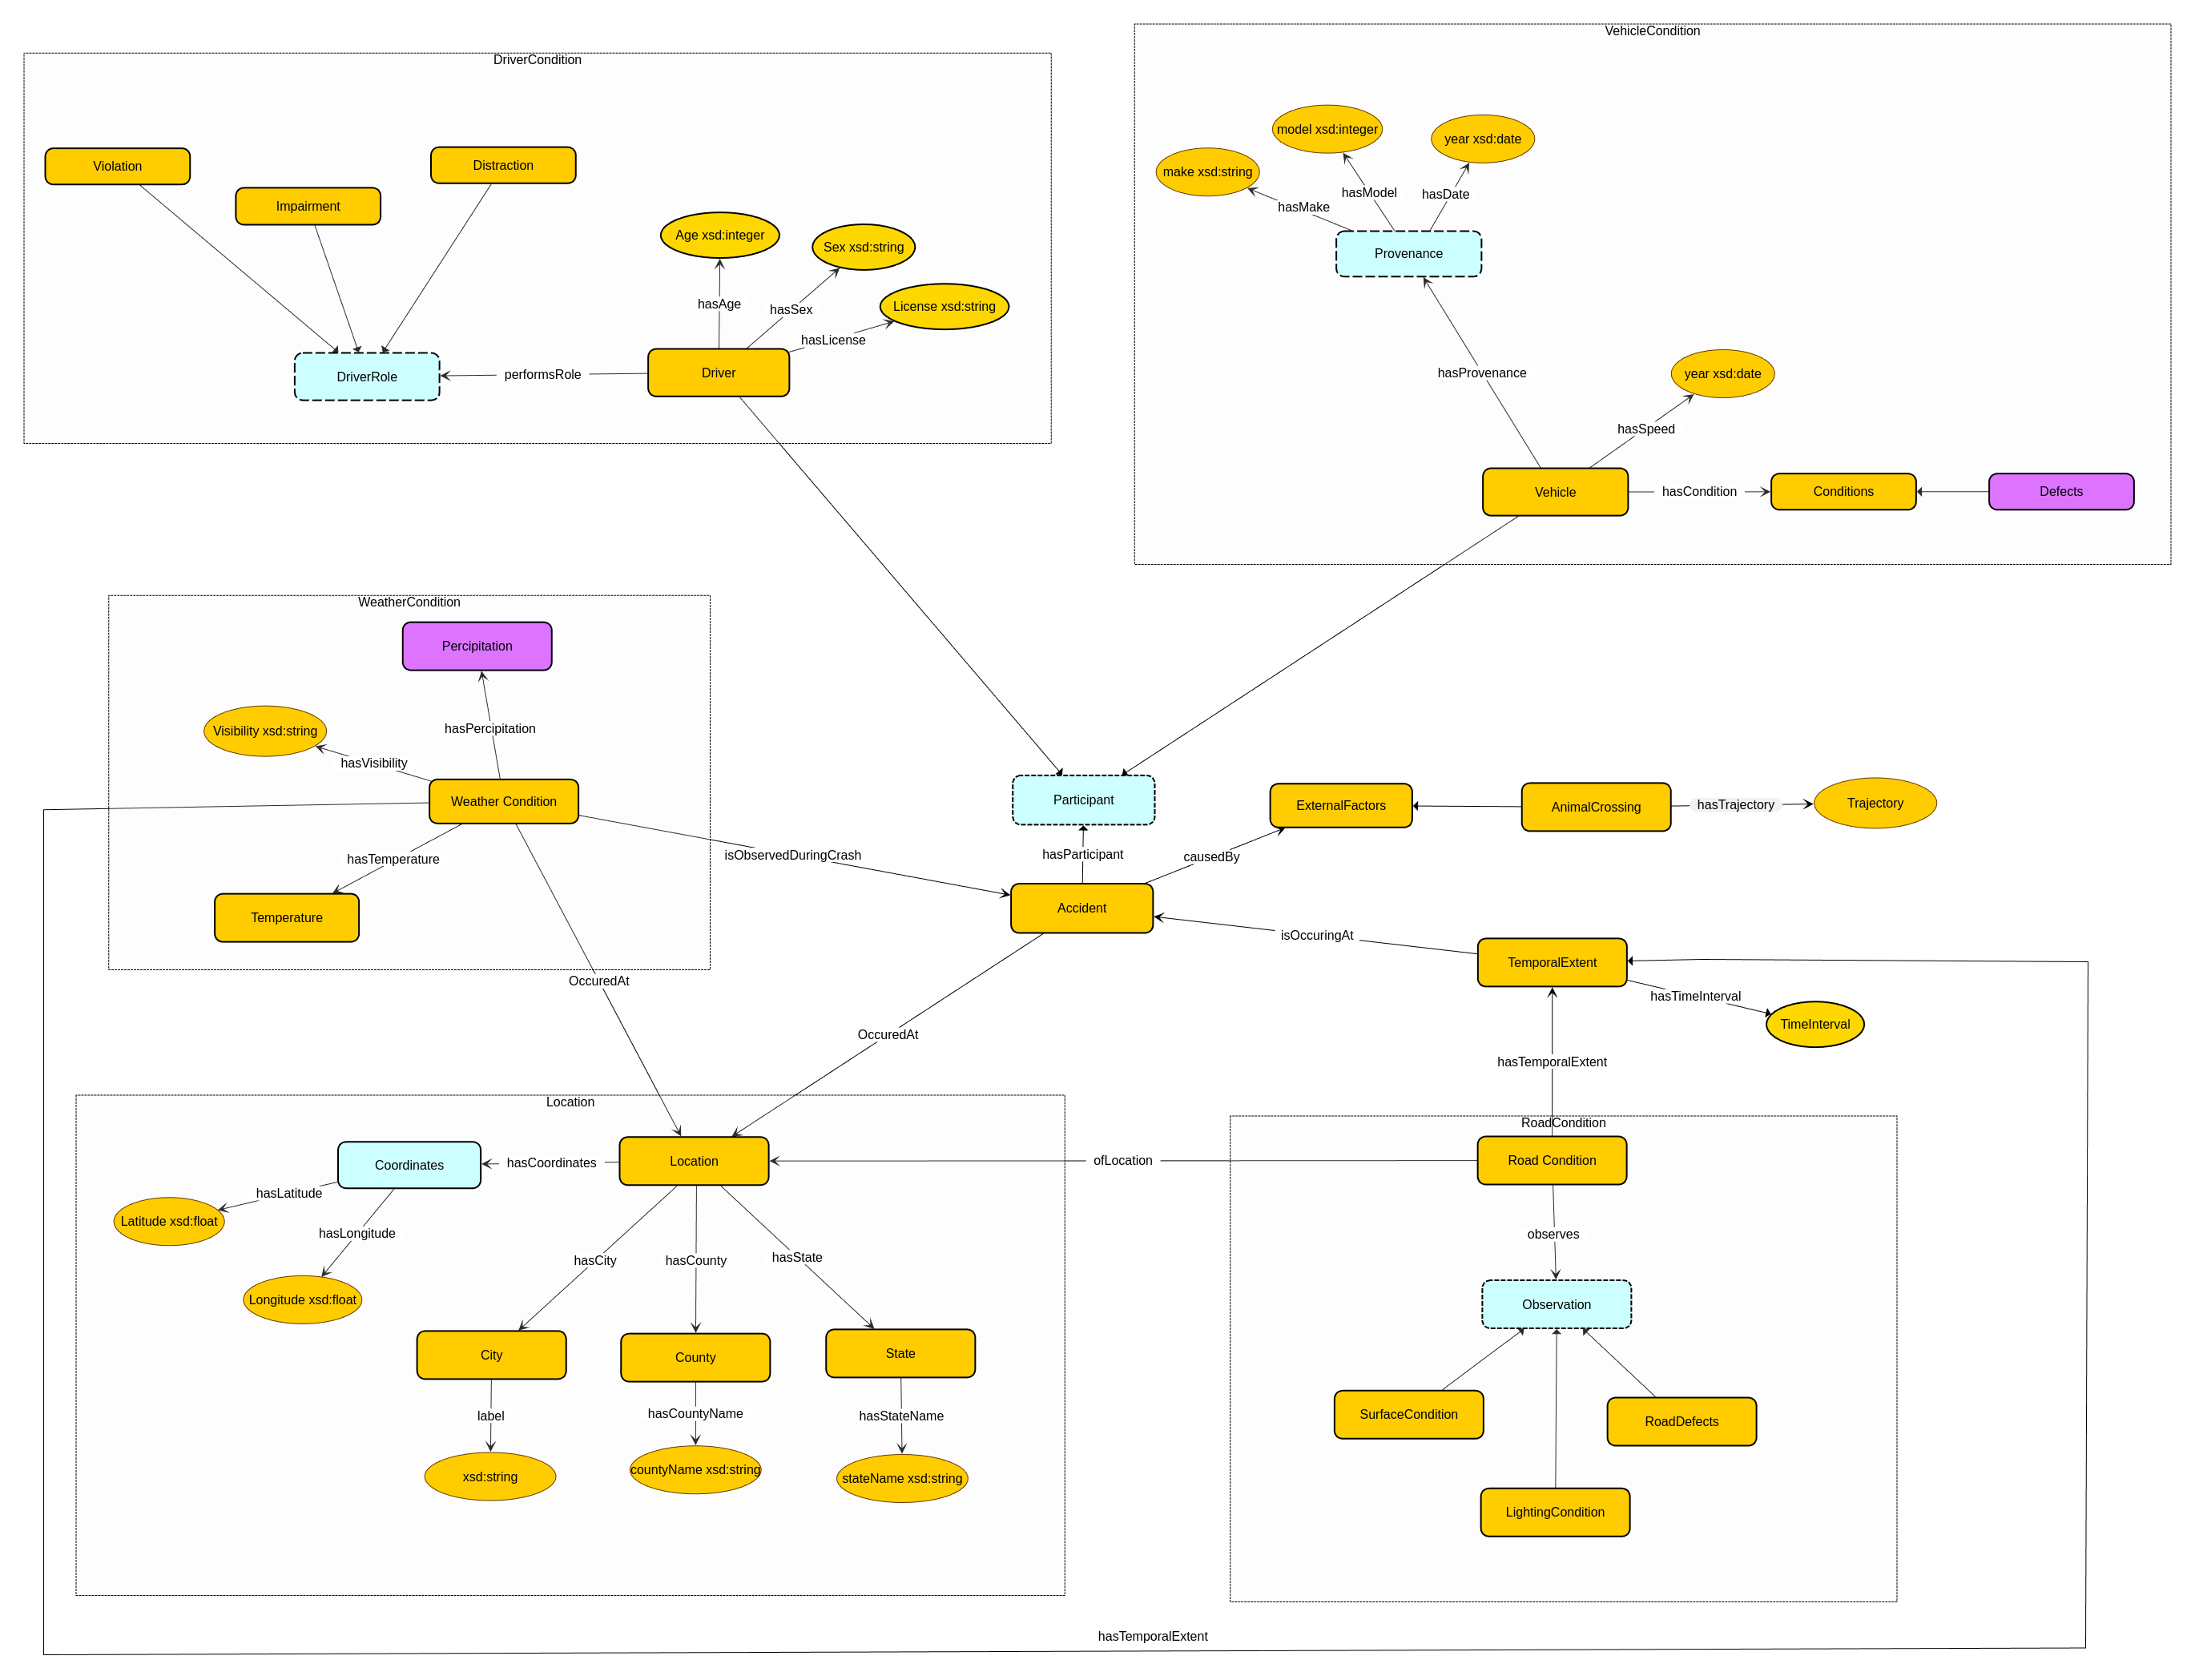 VehicleCondition
DriverCondition
model xsd:integer
year xsd:date
make xsd:string
hasModel
hasDate
hasMake
Provenance
hasProvenance
year xsd:date
hasSpeed
Vehicle
hasCondition
Conditions
Defects
Violation
Distraction
Impairment
Age xsd:integer
Sex xsd:string
License xsd:string
hasAge
hasSex
hasLicense
DriverRole
performsRole
Driver
WeatherCondition
Percipitation
hasPercipitation
Visibility xsd:string
hasVisibility
Weather Condition
hasTemperature
Temperature
isObservedDuringCrash
OccuredAt
Participant
hasParticipant
ExternalFactors
causedBy
AnimalCrossing
hasTrajectory
Trajectory
Accident
isOccuringAt
TemporalExtent
hasTimeInterval
TimeInterval
OccuredAt
hasTemporalExtent
Location
Coordinates
hasCoordinates
Location
hasLatitude
Latitude xsd:float
hasLongitude
Longitude xsd:float
hasCity
hasCounty
hasState
City
County
State
label
hasCountyName
hasStateName
xsd:string
countyName xsd:string
stateName xsd:string
ofLocation
RoadCondition
Road Condition
observes
Observation
SurfaceCondition
RoadDefects
LightingCondition
hasTemporalExtent